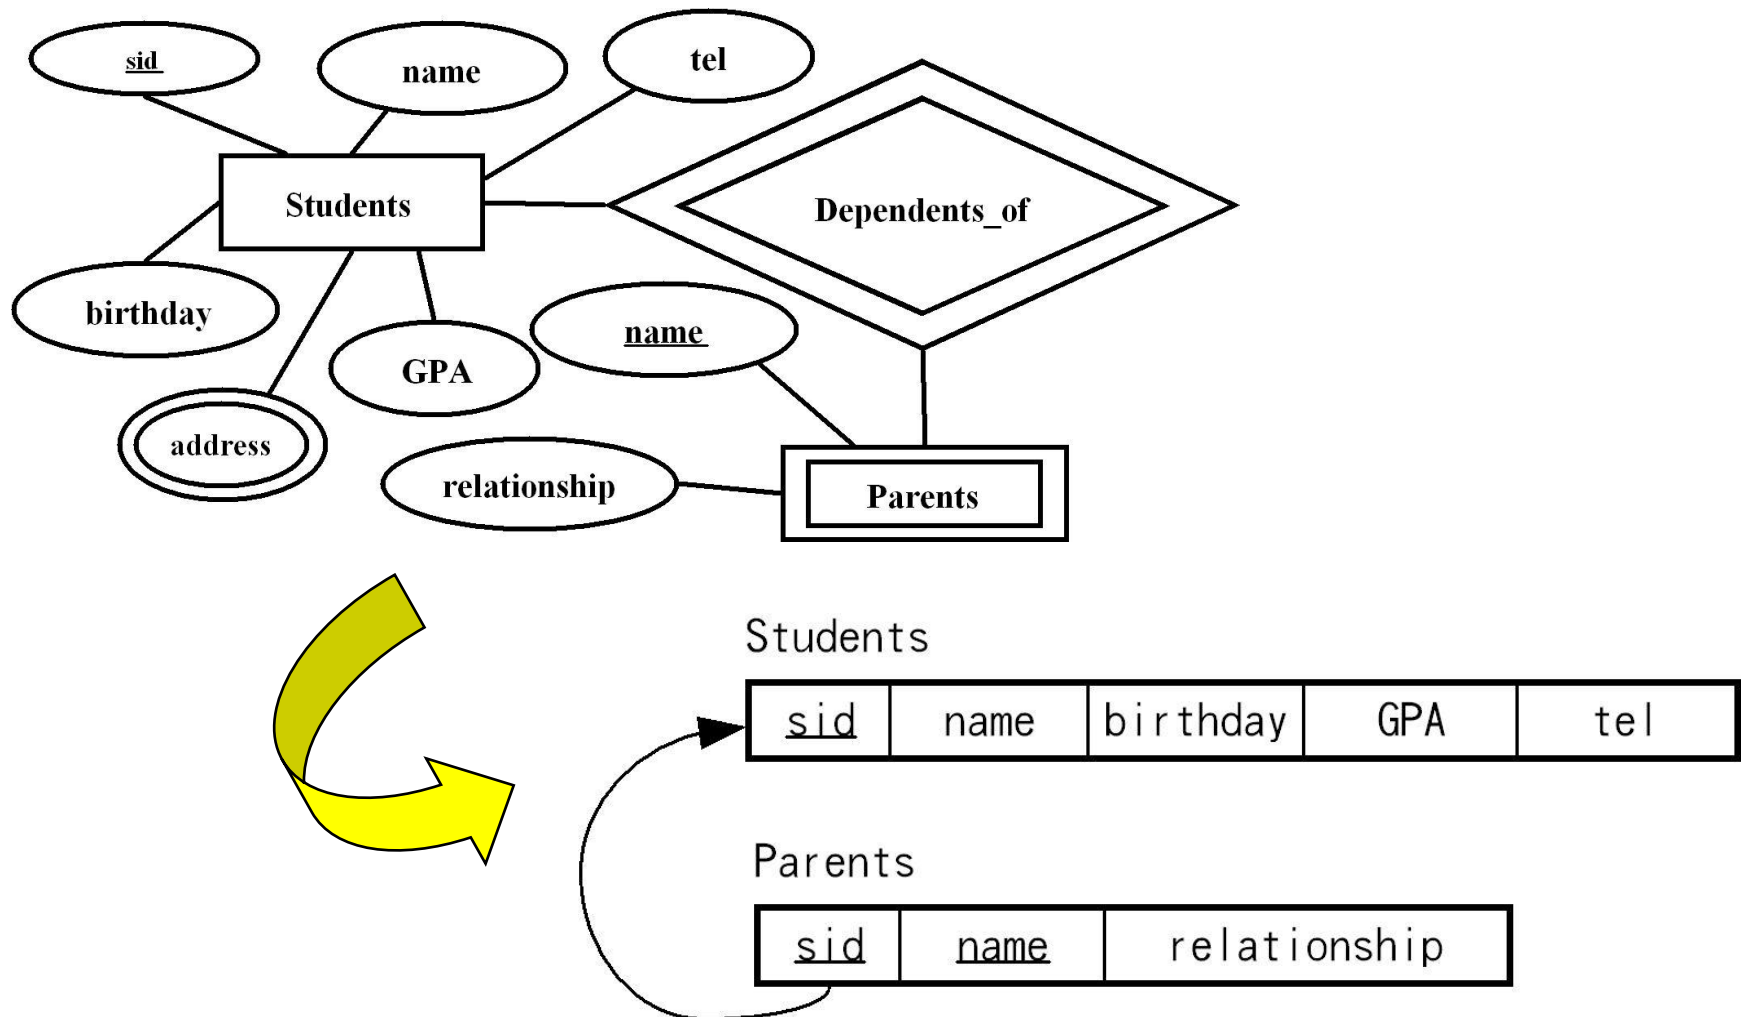 sid
name
tel
Students
Dependents_of
birthday
name
GPA
address
relationship
Parents
Students
sid name birthday GPA tel
Parents
sid name relationship